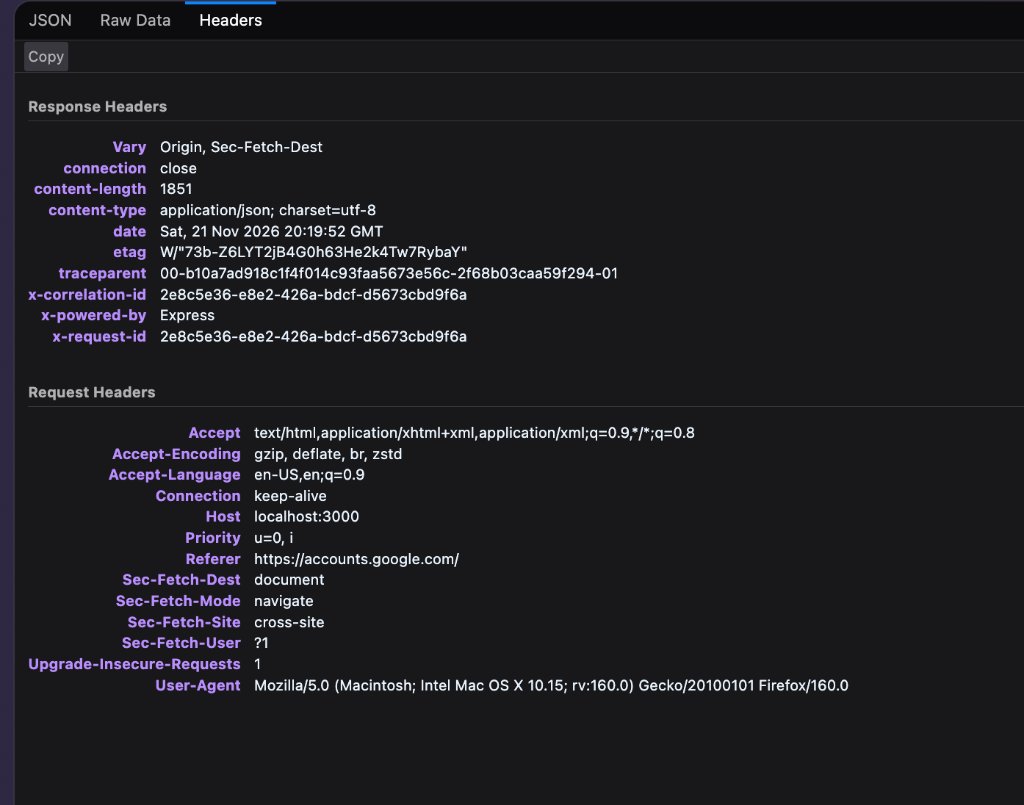 JSON Raw Data Headers
Copy
Response Headers
Vary Origin, Sec-Fetch-Dest
connection close
content-length 1851
content-type application/json; charset=utf-8
date Sat, 21 Nov 2026 20:19:52 GMT
etag W/"73b-Z6LYT2jB4G0h63He2k4Tw7RybaY"
traceparent 00-b10a7ad918c1f4f014c93faa5673e56c-2f68b03caa59f294-01
x-correlation-id 2e8c5e36-e8e2-426a-bdcf-d5673cbd9f6a
x-powered-by Express
x-request-id 2e8c5e36-e8e2-426a-bdcf-d5673cbd9f6a
Request Headers
Accept text/html,application/xhtml+xml,application/xml;q=0.9,*/*;q=0.8
Accept-Encoding gzip, deflate, br, zstd
Accept-Language en-US,en;q=0.9
Connection keep-alive
Host localhost:3000
Priority u=0, i
Referer https://accounts.google.com/
Sec-Fetch-Dest document
Sec-Fetch-Mode navigate
Sec-Fetch-Site cross-site
Sec-Fetch-User ?1
Upgrade-Insecure-Requests 1
User-Agent Mozilla/5.0 (Macintosh; Intel Mac OS X 10.15; rv:160.0) Gecko/20100101 Firefox/160.0